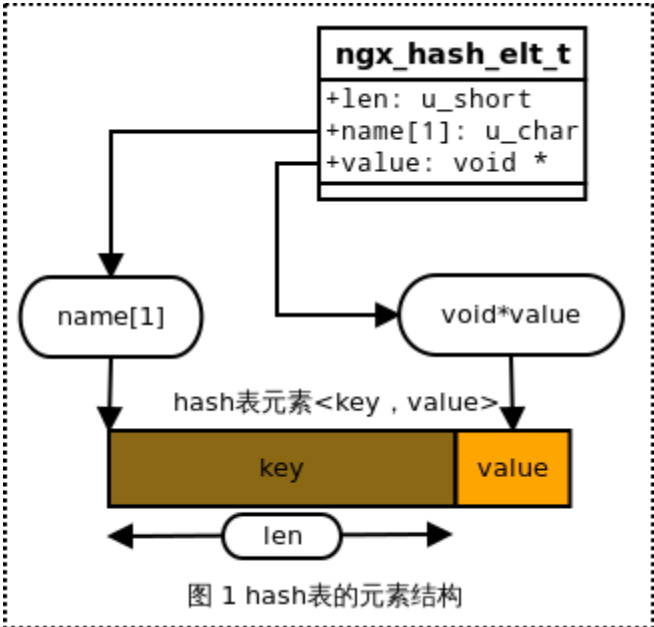 ngx_hash_elt_t
+len: u_short
+name[1]: u_char
+value: void *
name[1]
void*value
hash表元素<key，value>
key
value
len
图 1 hash表的元素结构